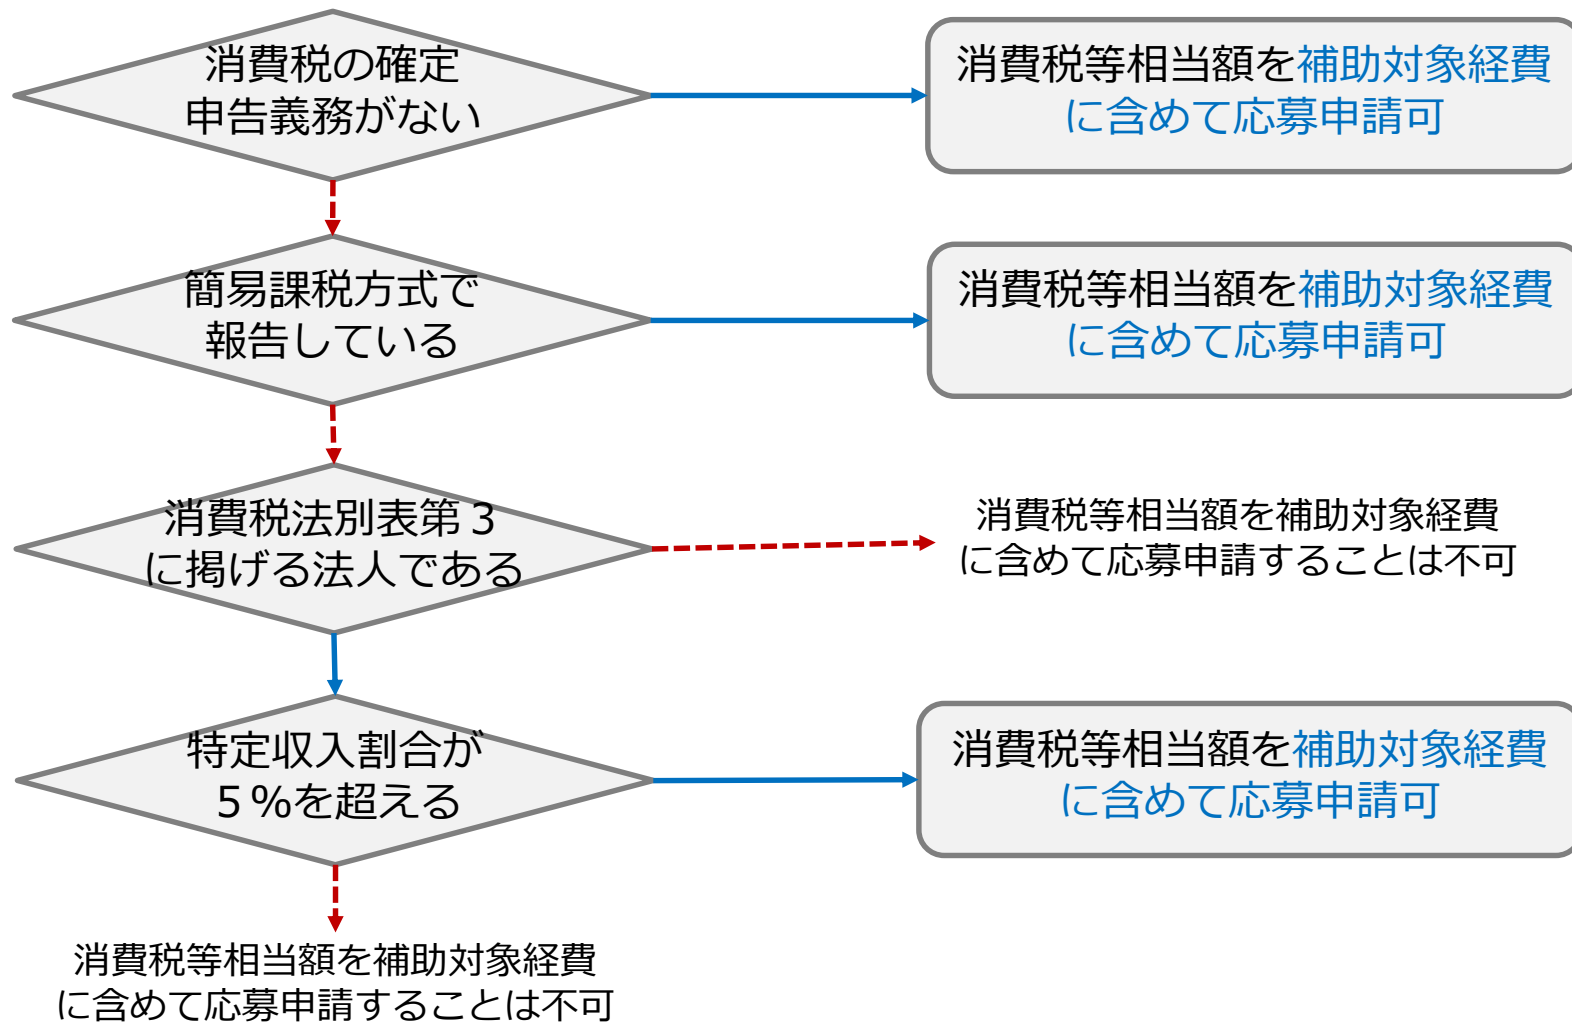 消費税の確定
申告義務がない
消費税等相当額を補助対象経費
に含めて応募申請可
簡易課税方式で
報告している
消費税等相当額を補助対象経費
に含めて応募申請可
消費税法別表第３
に掲げる法人である
消費税等相当額を補助対象経費
に含めて応募申請することは不可
特定収入割合が
５％を超える
消費税等相当額を補助対象経費
に含めて応募申請可
消費税等相当額を補助対象経費
に含めて応募申請することは不可